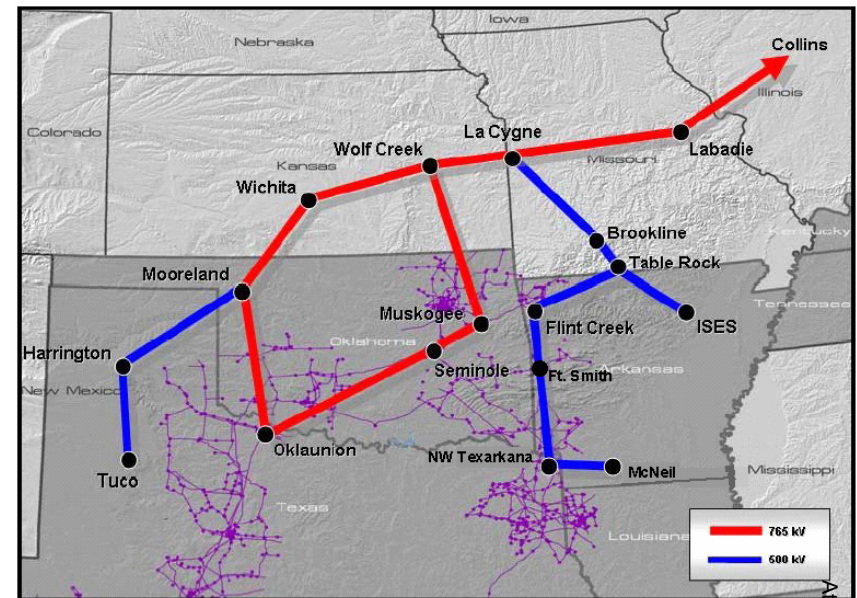 Iowa
Nebraska
Collins
Illinois
Colorado
La Cygne
Labadie
Wolf Creek
Kansas
Missouri
Wichita
Kentucky
Brookline
Mooreland
Table Rock
Tennessee
Muskogee
Flint Creek
ISES
Harrington
Oklahoma
Seminole
Arkansas
Ft. Smith
New Mexico
Oklaunion
NW Texarkana
McNeil
Tuco
Mississippi
Texas
Louisiana
765 kV
500 kV